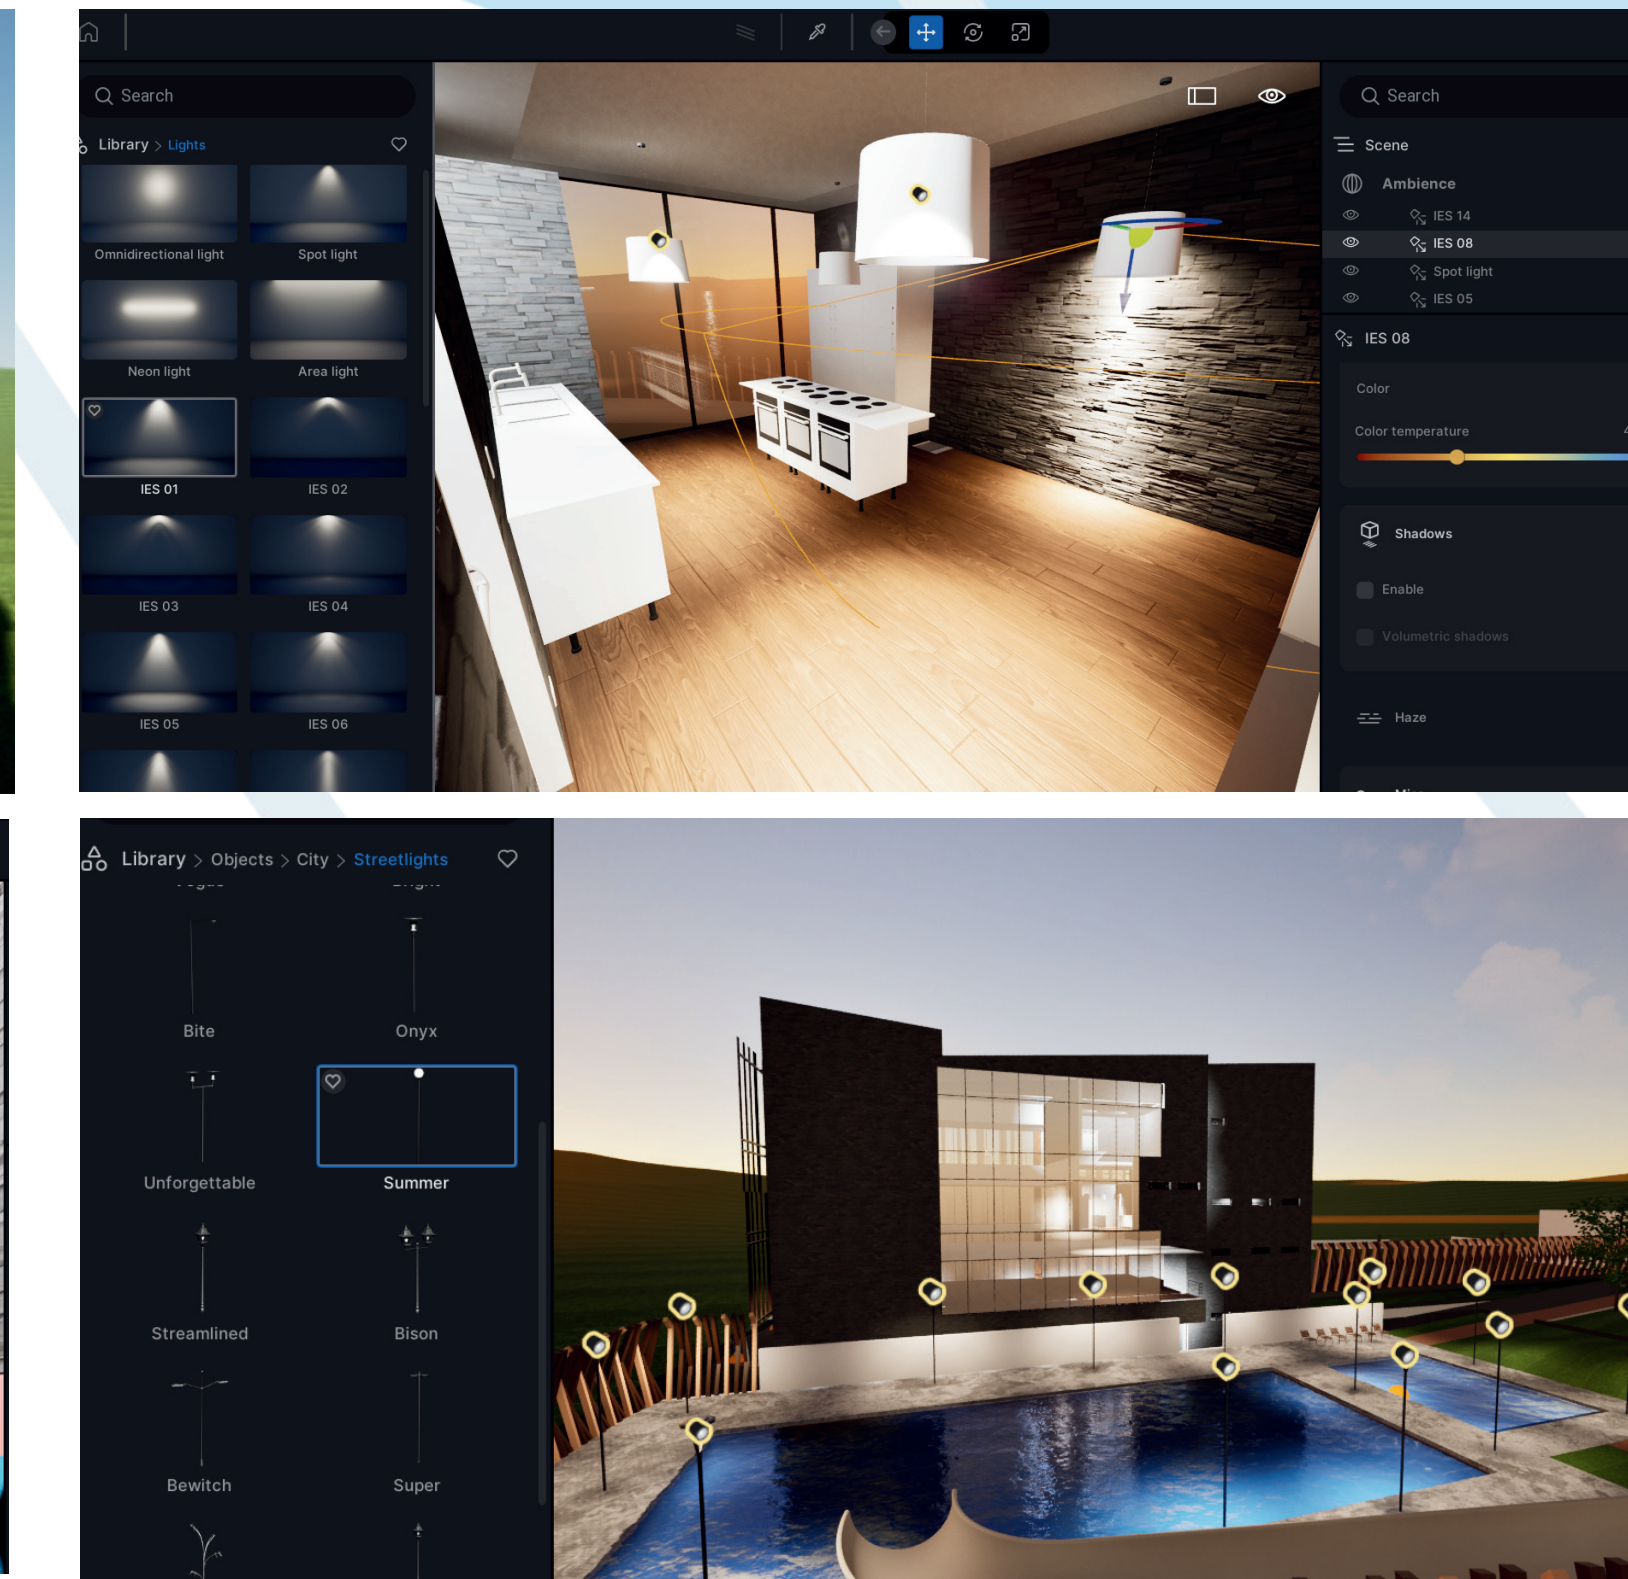 Search
Library > Lights
Omnidirectional light
Spot light
Neon light
Area light
IES 01
IES 02
IES 03
IES 04
IES 05
IES 06
Search
Scene
Ambience
IES 14
IES 08
Spot light
IES 05
IES 08
Color
Color temperature
4
Shadows
Enable
Volumetric shadows
Haze
Library > Objects > City > Streetlights
Bite
Onyx
Unforgettable
Summer
Streamlined
Bison
Bewitch
Super